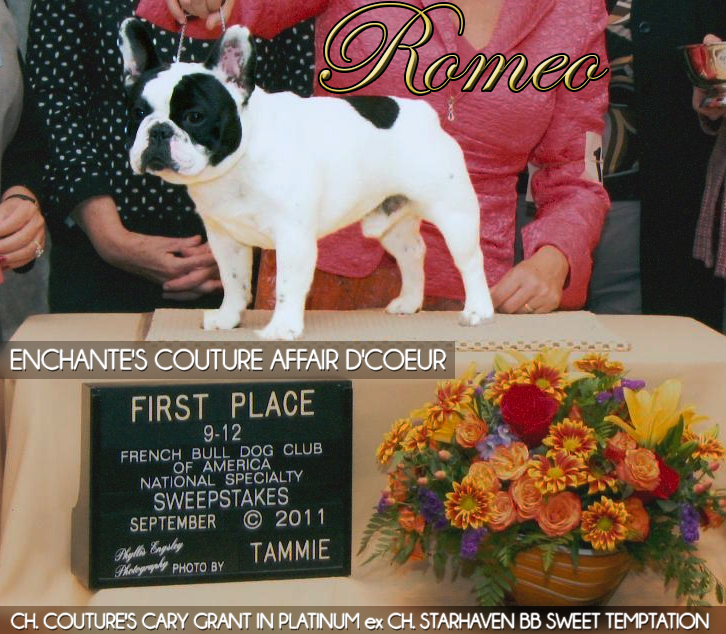 Romeo
ENCHANTE'S COUTURE AFFAIR D'COEUR
FIRST PLACE
9-12
FRENCH BULL DOG CLUB
OF AMERICA
NATIONAL SPECIALTY
SWEEPSTAKES
SEPTEMBER © 2011
Phyllis Ensley
Photography PHOTO BY TAMMIE
CH. COUTURE'S CARY GRANT IN PLATINUM ex CH. STARHAVEN BB SWEET TEMPTATION